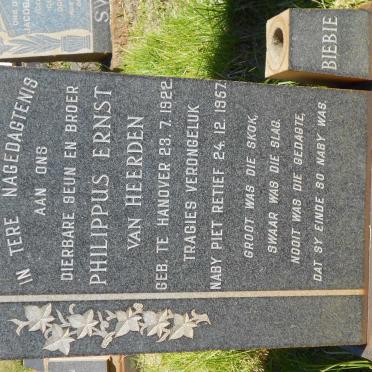 IN TERE NAGEDAGTENIS
AAN ONS
DIERBARE SEUN EN BROER
PHILIPPUS ERNST
VAN HEERDEN
GEB. TE HANOVER 23. 7. 1922
TRAGIES VERONGELUK
NABY PIET RETIEF 24. 12. 1967
GROOT WAS DIE SKOK,
SWAAR WAS DIE SLAG.
NOOIT WAS DIE GEDAGTE,
DAT SY EINDE SO NABY WAS.
BIEBIE